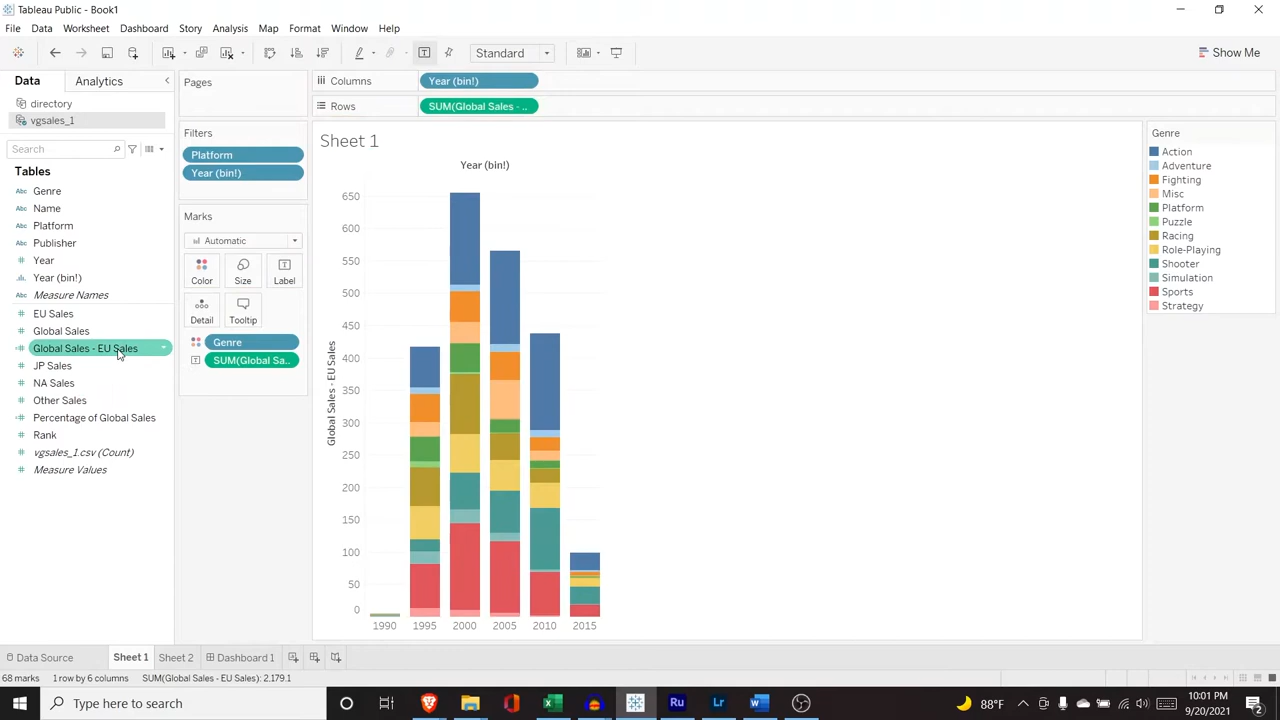 Tableau Public - Book1
File Data Worksheet Dashboard Story Analysis Map Format Window Help
Standard
Show Me
Data Analytics
directory
vgsales_1
Search
Tables
Abc Genre
Abc Name
Abc Platform
Abc Publisher
Year
Year (bin!)
Abc Measure Names
EU Sales
Global Sales
Global Sales - EU Sales
JP Sales
NA Sales
Other Sales
Percentage of Global Sales
Rank
vgsales_1.csv (Count)
Measure Values
Pages
Filters
Platform
Year (bin!)
Marks
Automatic
Color Size Label
Detail Tooltip
Genre
SUM(Global Sa..
Columns Year (bin!)
Rows SUM(Global Sales - ..
Sheet 1
Year (bin!)
Global Sales - EU Sales
650
600
550
500
450
400
350
300
250
200
150
100
50
0
1990 1995 2000 2005 2010 2015
Genre
Action
Adventure
Fighting
Misc
Platform
Puzzle
Racing
Role-Playing
Shooter
Simulation
Sports
Strategy
Data Source Sheet 1 Sheet 2 Dashboard 1
68 marks 1 row by 6 columns SUM(Global Sales - EU Sales): 2,179.1
Type here to search
Ru Lr W
88°F
10:01 PM
9/20/2021
2